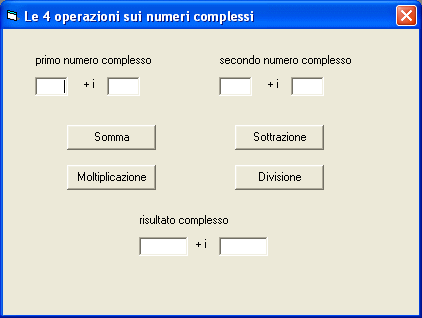 Le 4 operazioni sui numeri complessi
primo numero complesso secondo numero complesso
+ i + i
Somma Sottrazione
Moltiplicazione Divisione
risultato complesso
+ i